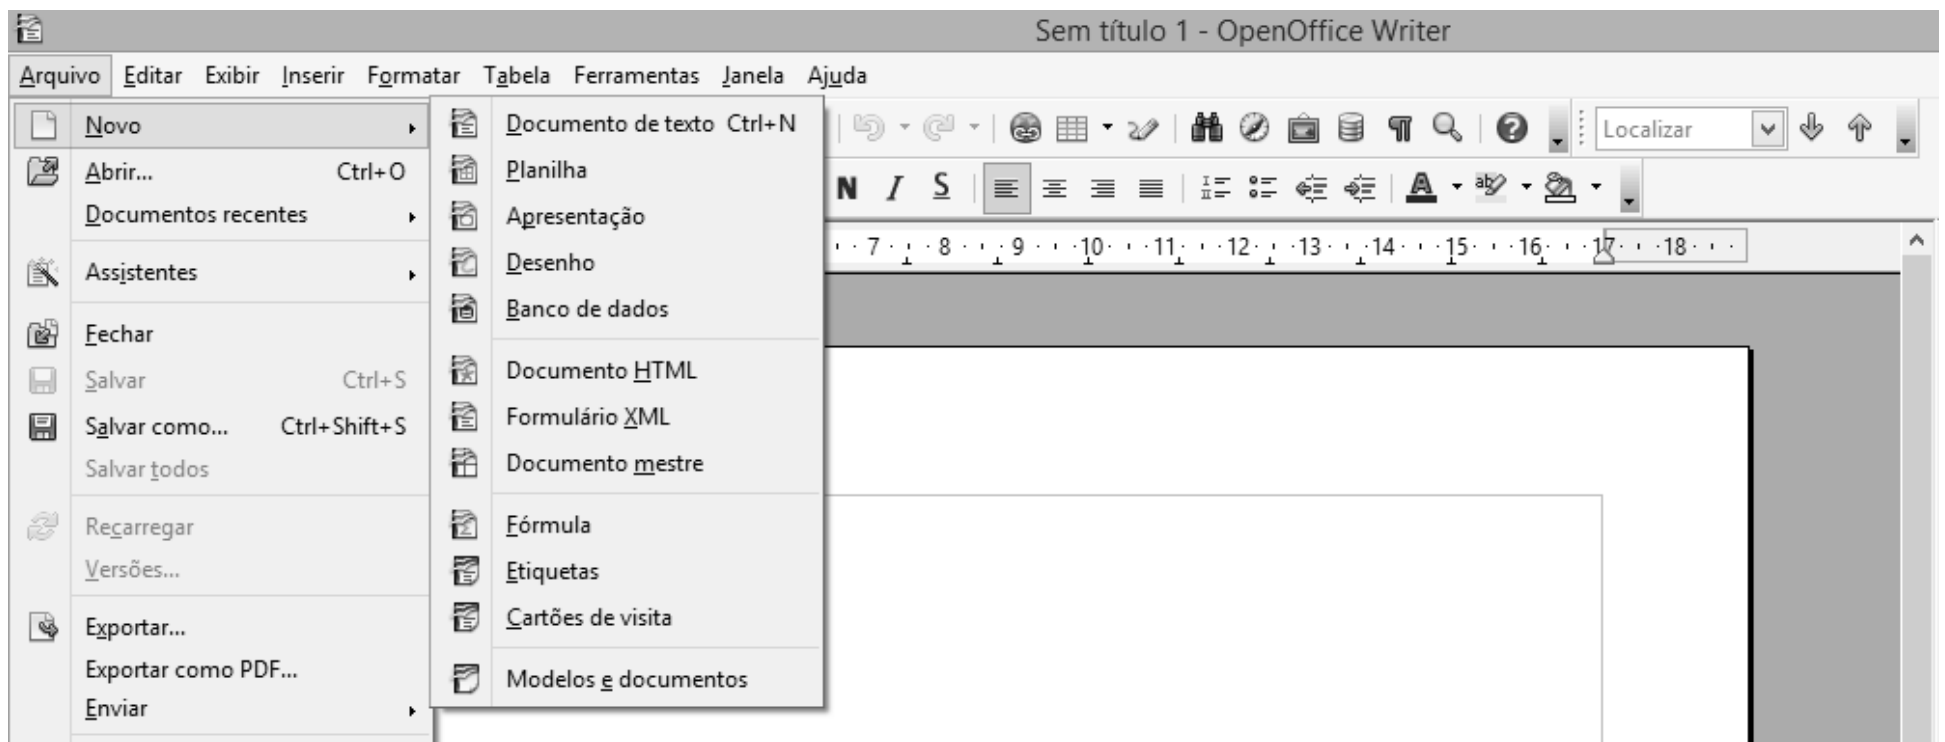 Sem título 1 - OpenOffice Writer
Arquivo Editar Exibir Inserir Formatar Tabela Ferramentas Janela Ajuda
Novo
Abrir... Ctrl+O
Documentos recentes
Assistentes
Fechar
Salvar Ctrl+S
Salvar como... Ctrl+Shift+S
Salvar todos
Recarregar
Versões...
Exportar...
Exportar como PDF...
Enviar
Documento de texto Ctrl+N
Planilha
Apresentação
Desenho
Banco de dados
Documento HTML
Formulário XML
Documento mestre
Fórmula
Etiquetas
Cartões de visita
Modelos e documentos
Localizar
N I S
7 8 9 10 11 12 13 14 15 16 17 18